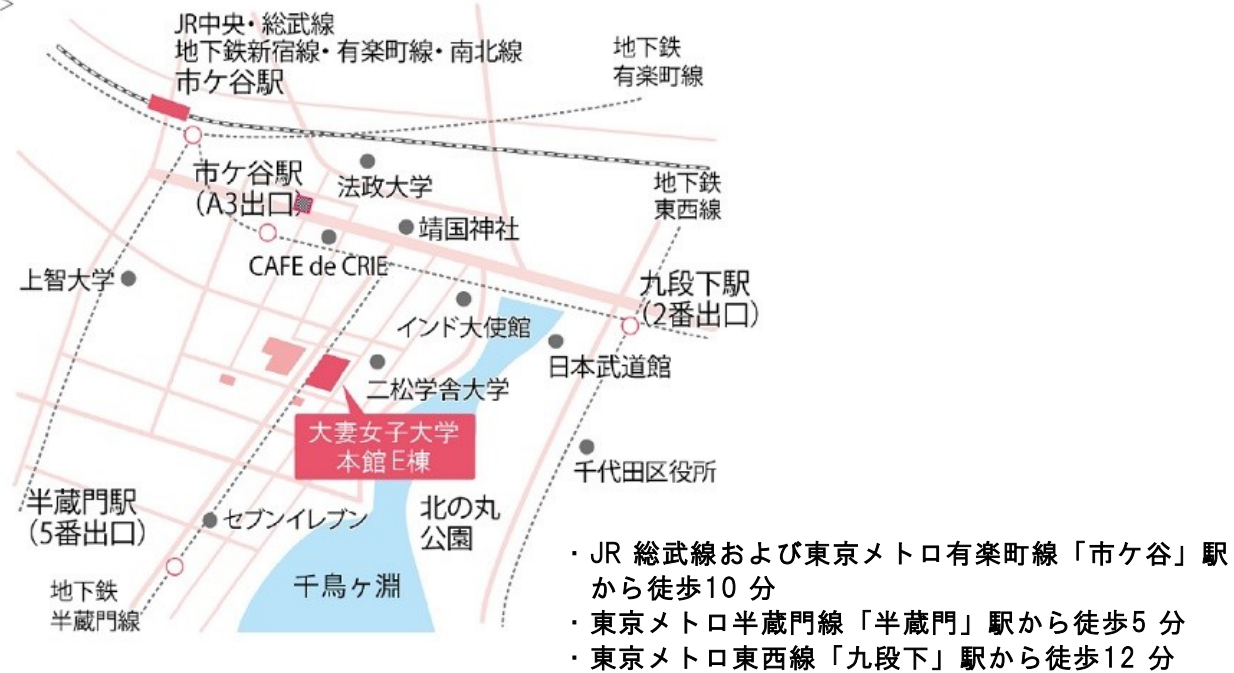 JR中央・総武線
地下鉄新宿線・有楽町線・南北線
市ケ谷駅
地下鉄
有楽町線
市ケ谷駅
(A3出口)
法政大学
地下鉄
東西線
靖国神社
CAFE de CRIE
上智大学
九段下駅
(2番出口)
インド大使館
日本武道館
二松学舎大学
大妻女子大学
本館E棟
千代田区役所
半蔵門駅
(5番出口)
セブンイレブン
北の丸
公園
千鳥ヶ淵
地下鉄
半蔵門線
・JR 総武線および東京メトロ有楽町線「市ケ谷」駅
から徒歩10 分
・東京メトロ半蔵門線「半蔵門」駅から徒歩5 分
・東京メトロ東西線「九段下」駅から徒歩12 分